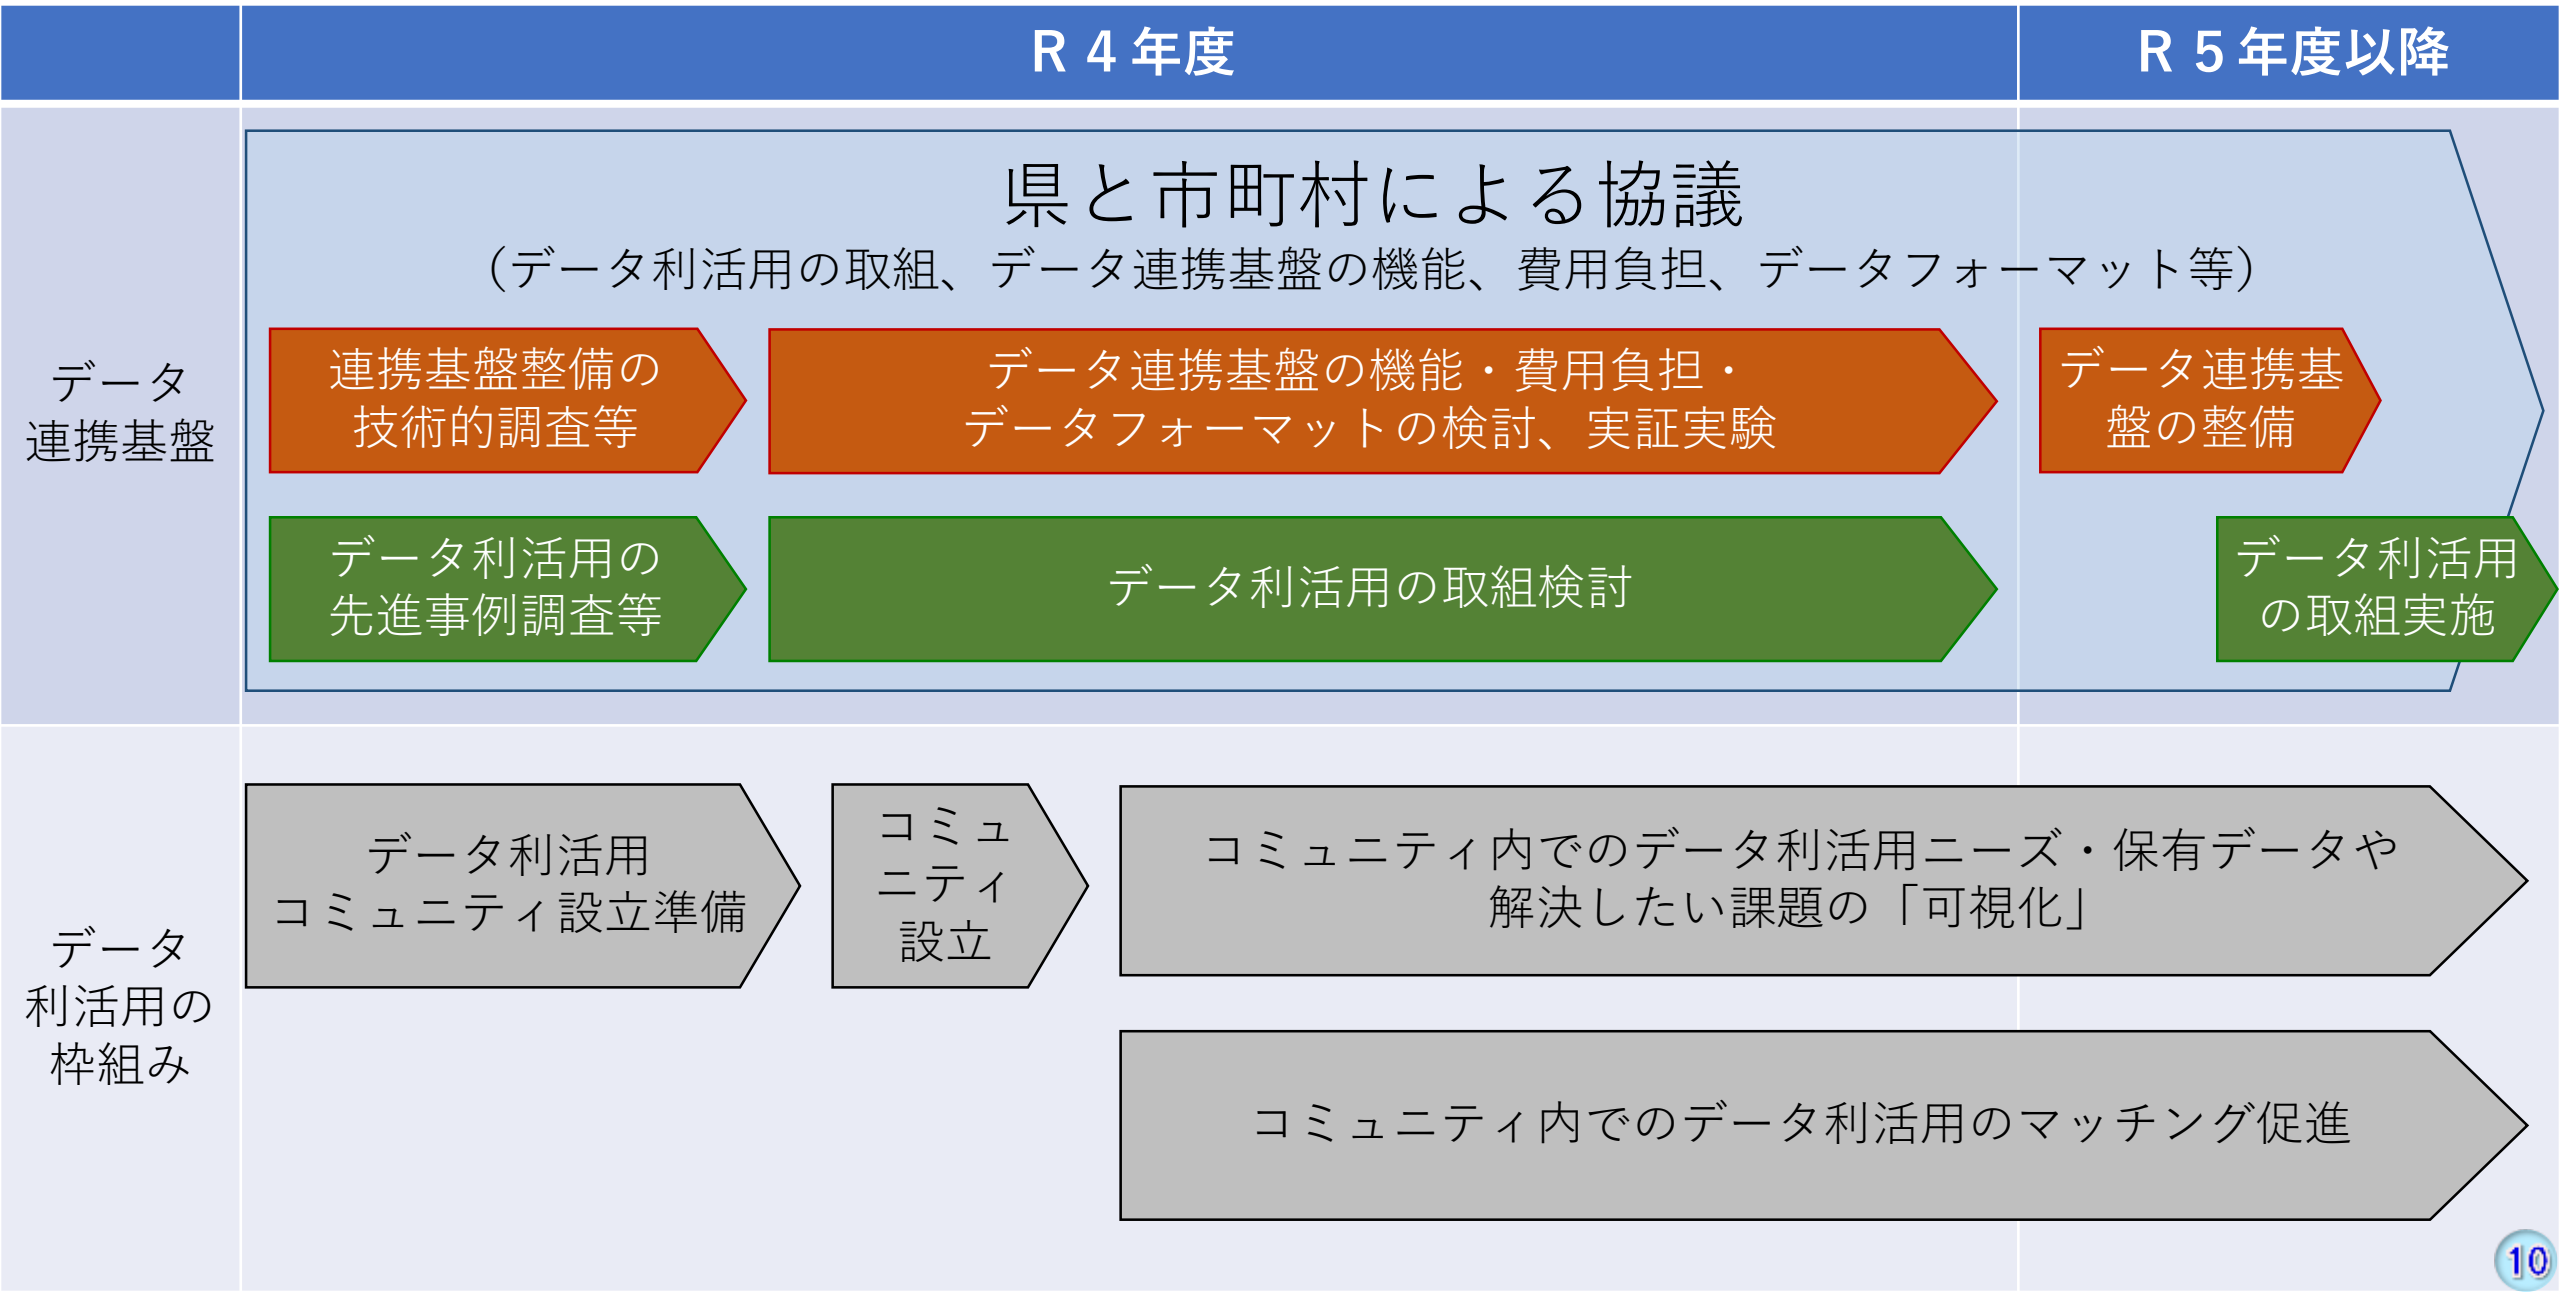 R４年度
R５年度以降
データ
連携基盤
県と市町村による協議
（データ利活用の取組、データ連携基盤の機能、費用負担、データフォーマット等）
連携基盤整備の
技術的調査等
データ連携基盤の機能・費用負担・
データフォーマットの検討、実証実験
データ連携基
盤の整備
データ利活用の
先進事例調査等
データ利活用の取組検討
データ利活用
の取組実施
データ
利活用の
枠組み
データ利活用
コミュニティ設立準備
コミュ
ニティ
設立
コミュニティ内でのデータ利活用ニーズ・保有データや
解決したい課題の「可視化」
コミュニティ内でのデータ利活用のマッチング促進
10